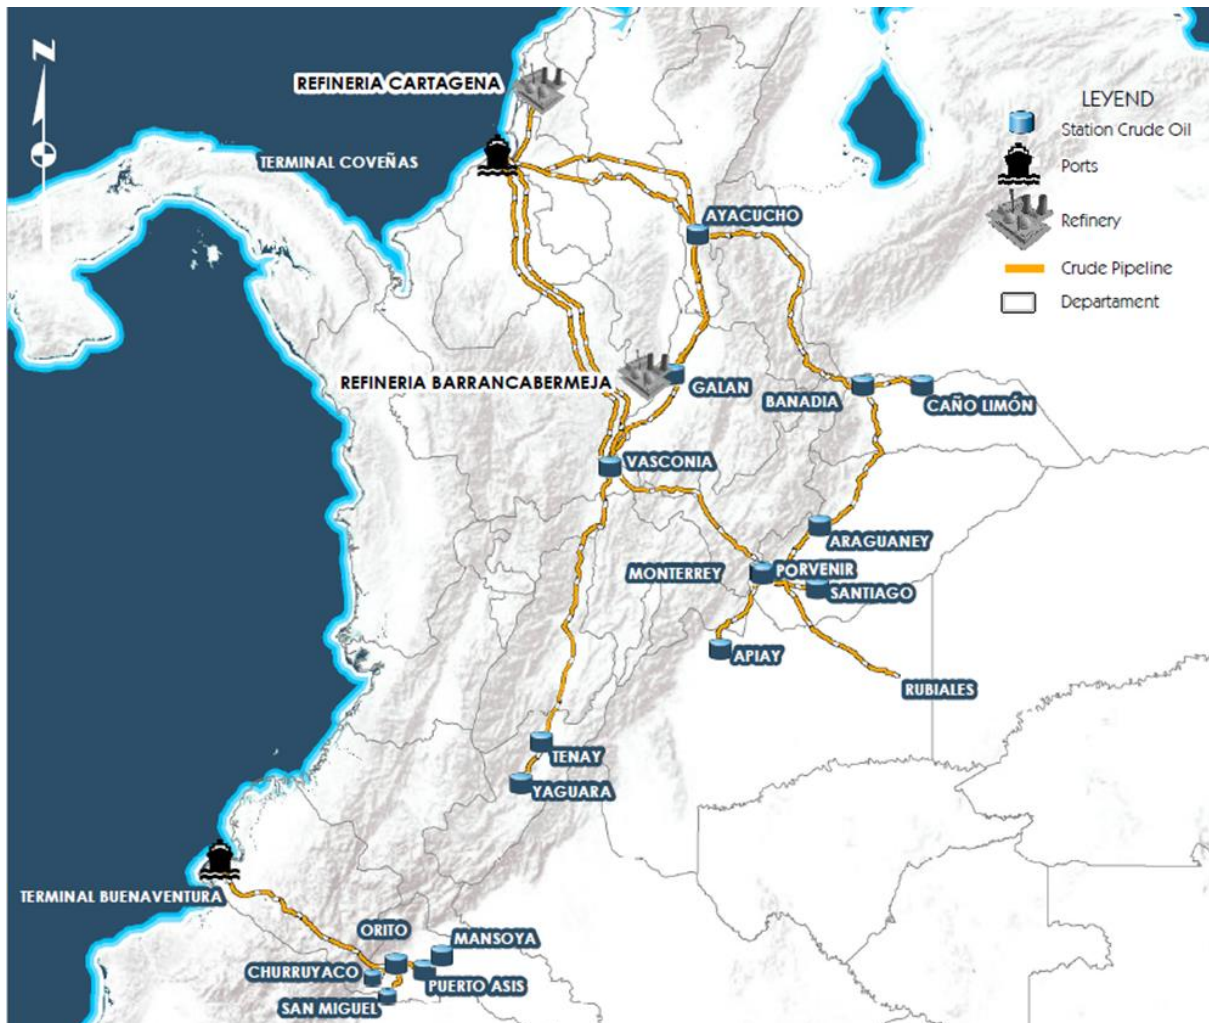 N
REFINERIA CARTAGENA
LEYEND
Station Crude Oil
TERMINAL COVEÑAS
Ports
AYACUCHO
Refinery
Crude Pipeline
Departament
REFINERIA BARRANCABERMEJA
GALAN
BANADIA
CAÑO LIMÓN
VASCONIA
ARAGUANEY
MONTERREY
PORVENIR
SANTIAGO
APIAY
RUBIALES
TENAY
YAGUARA
TERMINAL BUENAVENTURA
ORITO
MANSOYA
CHURRUYACO
PUERTO ASIS
SAN MIGUEL